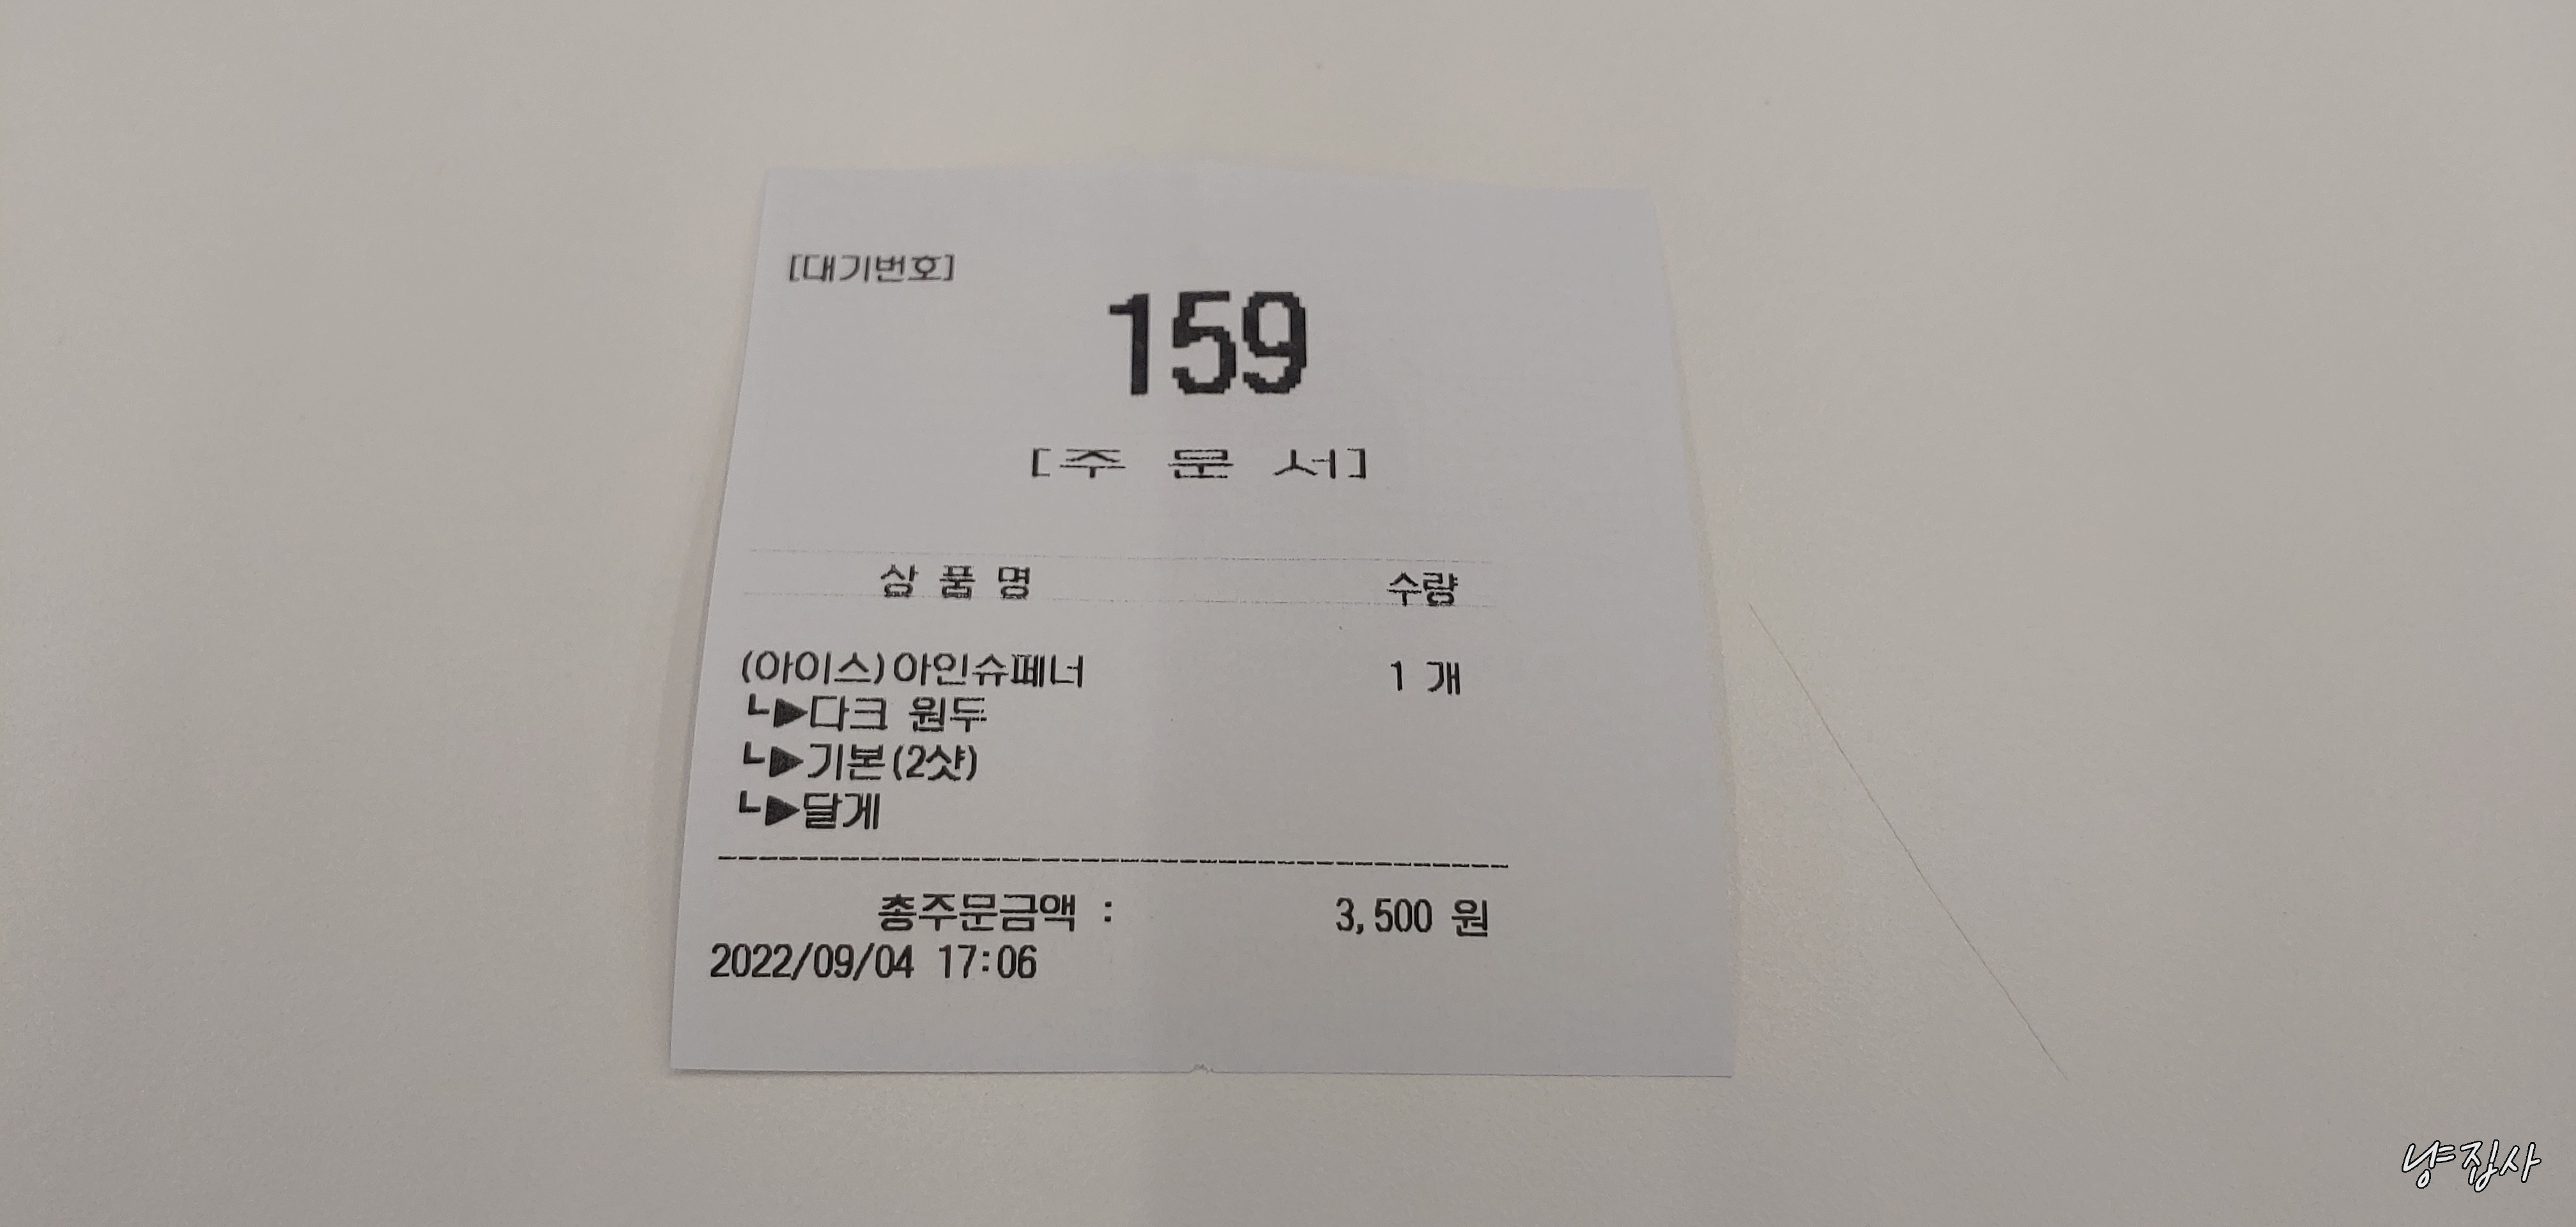 [대기번호]
159
[주 문 서]
상 품 명 수량
(아이스)아인슈페너 1 개
┗▶다크 원두
┗▶기본(2샷)
┗▶달게
총주문금액 : 3,500 원
2022/09/04 17:06
냥집사